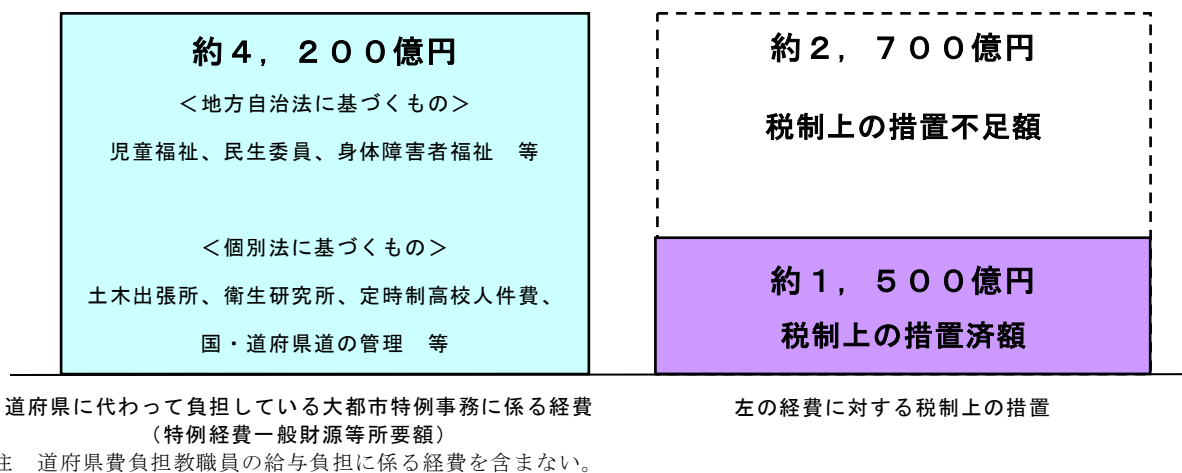 約４，２００億円
＜地方自治法に基づくもの＞
児童福祉、民生委員、身体障害者福祉　等
＜個別法に基づくもの＞
土木出張所、衛生研究所、定時制高校人件費、
国・道府県道の管理　等
約２，７００億円
税制上の措置不足額
約１，５００億円
税制上の措置済額
道府県に代わって負担している大都市特例事務に係る経費
（特例経費一般財源等所要額）
左の経費に対する税制上の措置
注　道府県費負担教職員の給与負担に係る経費を含まない。